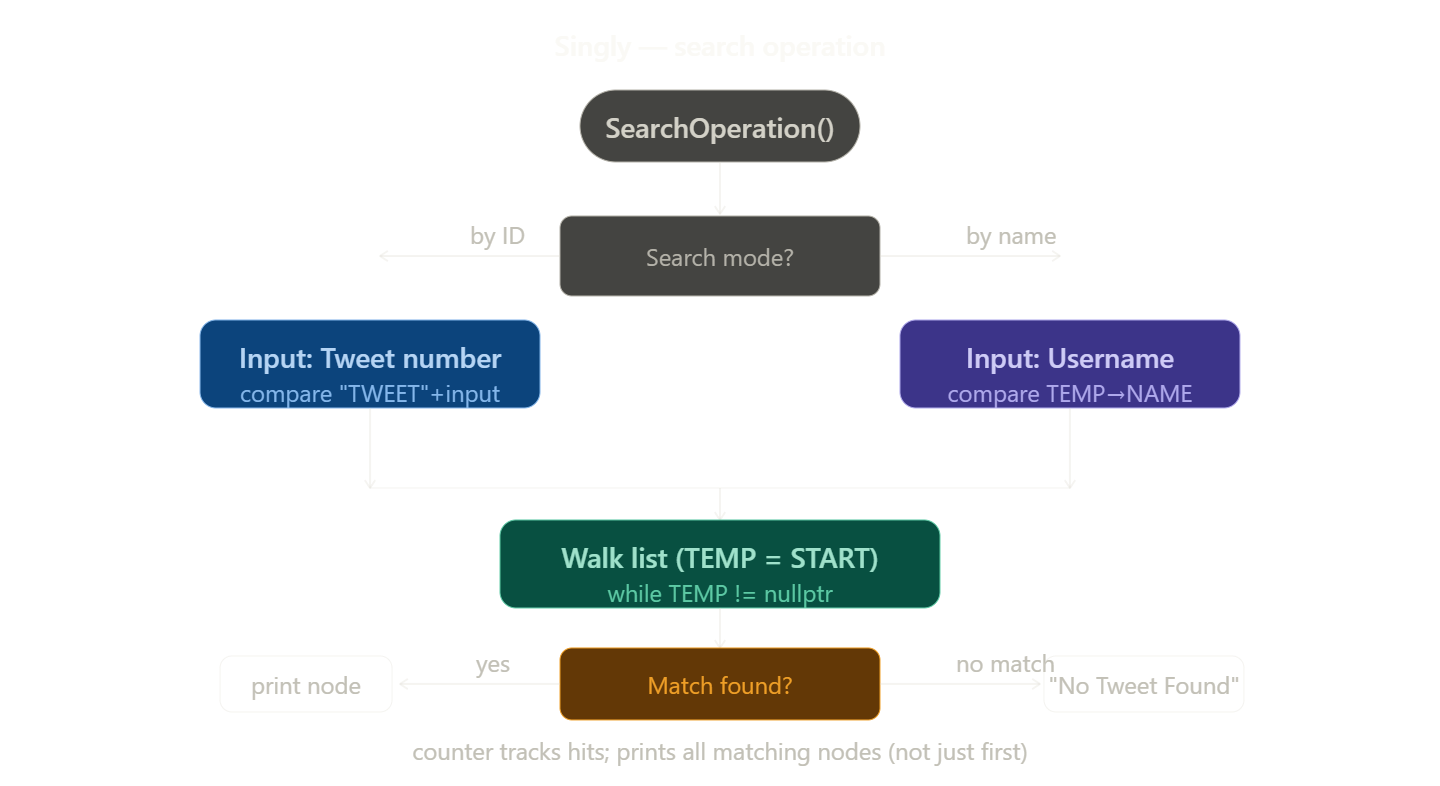 Singly — search operation
SearchOperation()
by ID
Search mode?
by name
Input: Tweet number
compare "TWEET"+input
Input: Username
compare TEMP→NAME
Walk list (TEMP = START)
while TEMP != nullptr
print node
yes
Match found?
no match
"No Tweet Found"
counter tracks hits; prints all matching nodes (not just first)